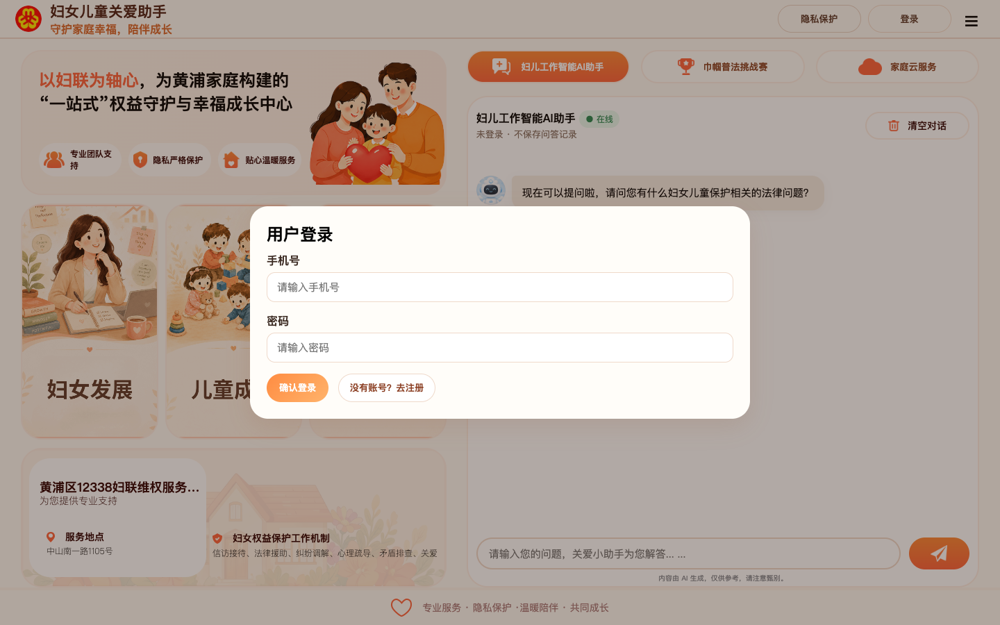 妇女儿童关爱助手
守护家庭幸福，陪伴成长
隐私保护
登录
以妇联为轴心，为黄浦家庭构建的
“一站式”权益守护与幸福成长中心
专业团队支
持
隐私严格保护
贴心温暖服务
妇儿工作智能AI助手
巾帼普法挑战赛
家庭云服务
妇儿工作智能AI助手
在线
未登录 · 不保存问答记录
清空对话
现在可以提问啦，请问您有什么妇女儿童保护相关的法律问题？
用户登录
手机号
请输入手机号
密码
请输入密码
确认登录
没有账号？去注册
GROWTH
MINDSET
POTENTIAL
妇女发展
儿童成
黄浦区12338妇联维权服务...
为您提供专业支持
服务地点
中山南一路1105号
妇女权益保护工作机制
信访接待、法律援助、纠纷调解、心理疏导、矛盾排查、关爱
请输入您的问题，关爱小助手为您解答... ...
内容由 AI 生成，仅供参考，请注意甄别。
专业服务 · 隐私保护 ·温暖陪伴 · 共同成长